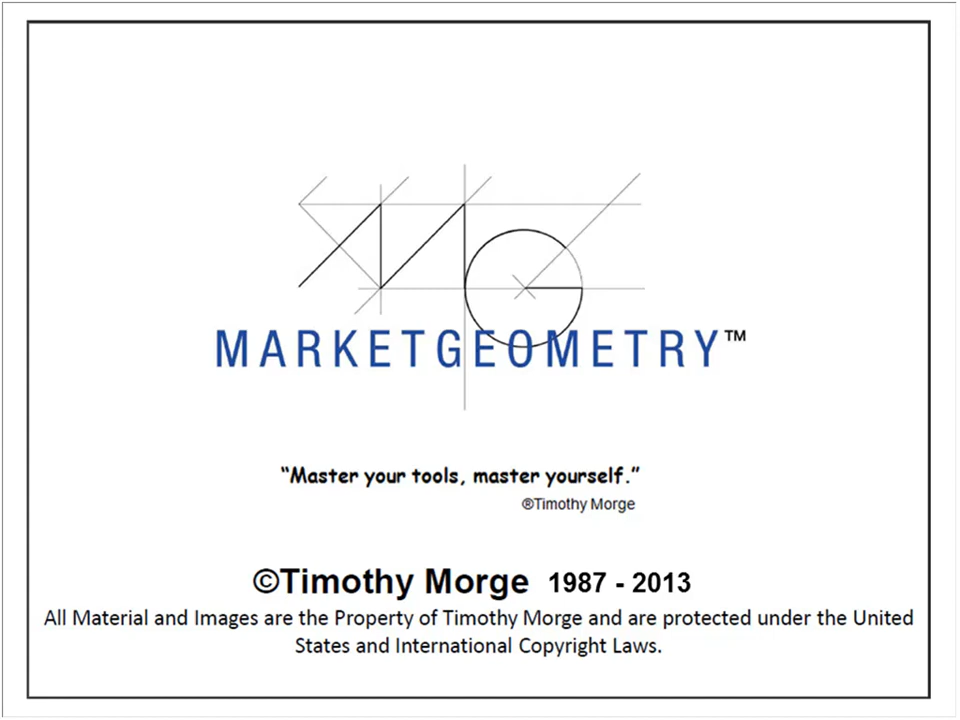 MARKETGEOMETRY™
“Master your tools, master yourself.”
®Timothy Morge
©Timothy Morge 1987 - 2013
All Material and Images are the Property of Timothy Morge and are protected under the United
States and International Copyright Laws.